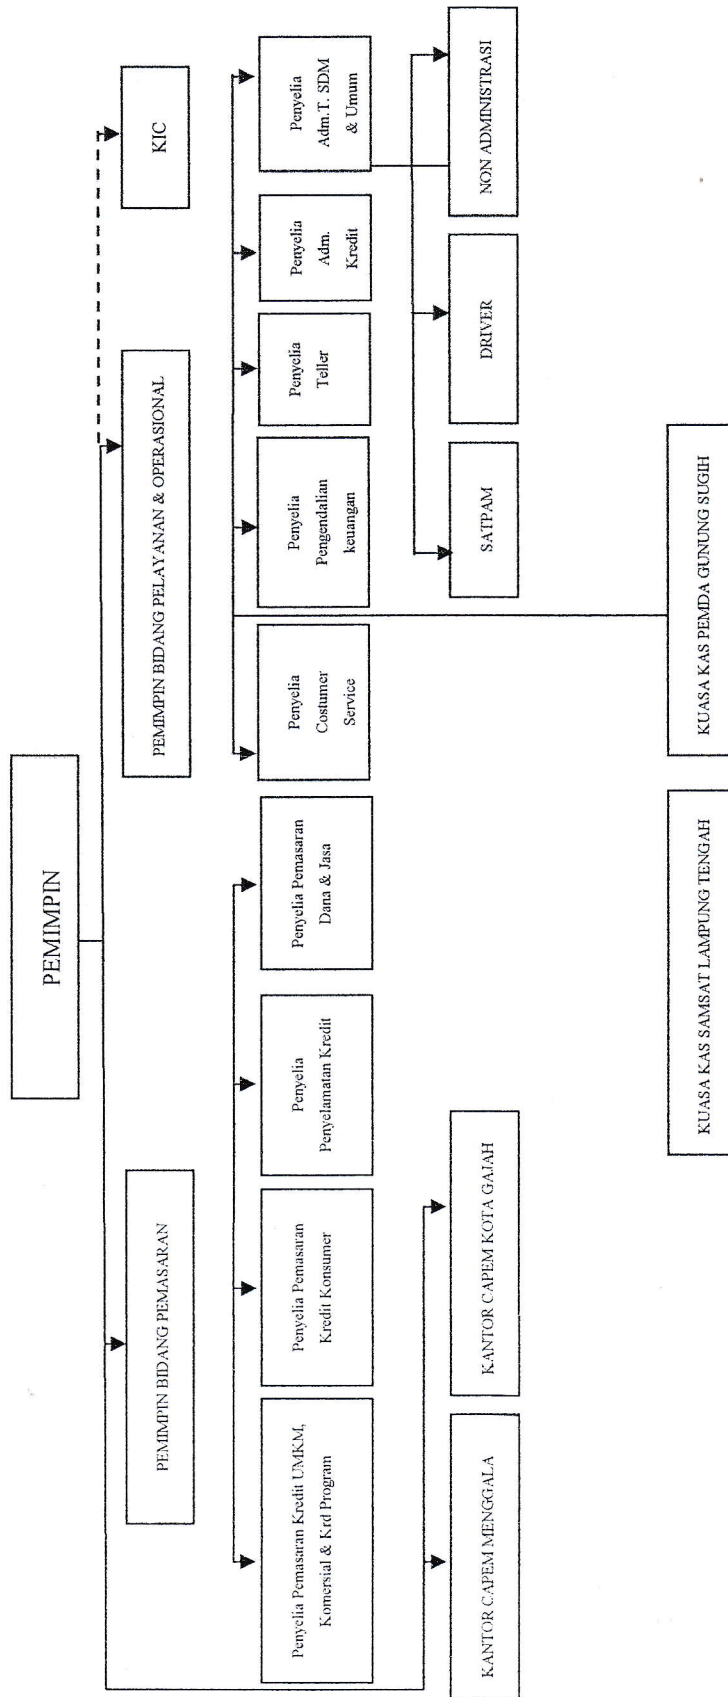 PEMIMPIN
PEMIMPIN BIDANG PEMASARAN
PEMIMPIN BIDANG PELAYANAN & OPERASIONAL
KIC
Penyelia Pemasaran Kredit UMKM,
Komersial & Krd Program
Penyelia Pemasaran
Kredit Konsumer
Penyelia
Penyelamatan Kredit
Penyelia Pemasaran
Dana & Jasa
Penyelia
Costumer
Service
Penyelia
Pengendalian
keuangan
Penyelia
Teller
Penyelia
Adm.
Kredit
Penyelia
Adm.T. SDM
& Umum
KANTOR CAPEM MENGGALA
KANTOR CAPEM KOTA GAJAH
SATPAM
DRIVER
NON ADMINISTRASI
KUASA KAS SAMSAT LAMPUNG TENGAH
KUASA KAS PEMDA GUNUNG SUGIH